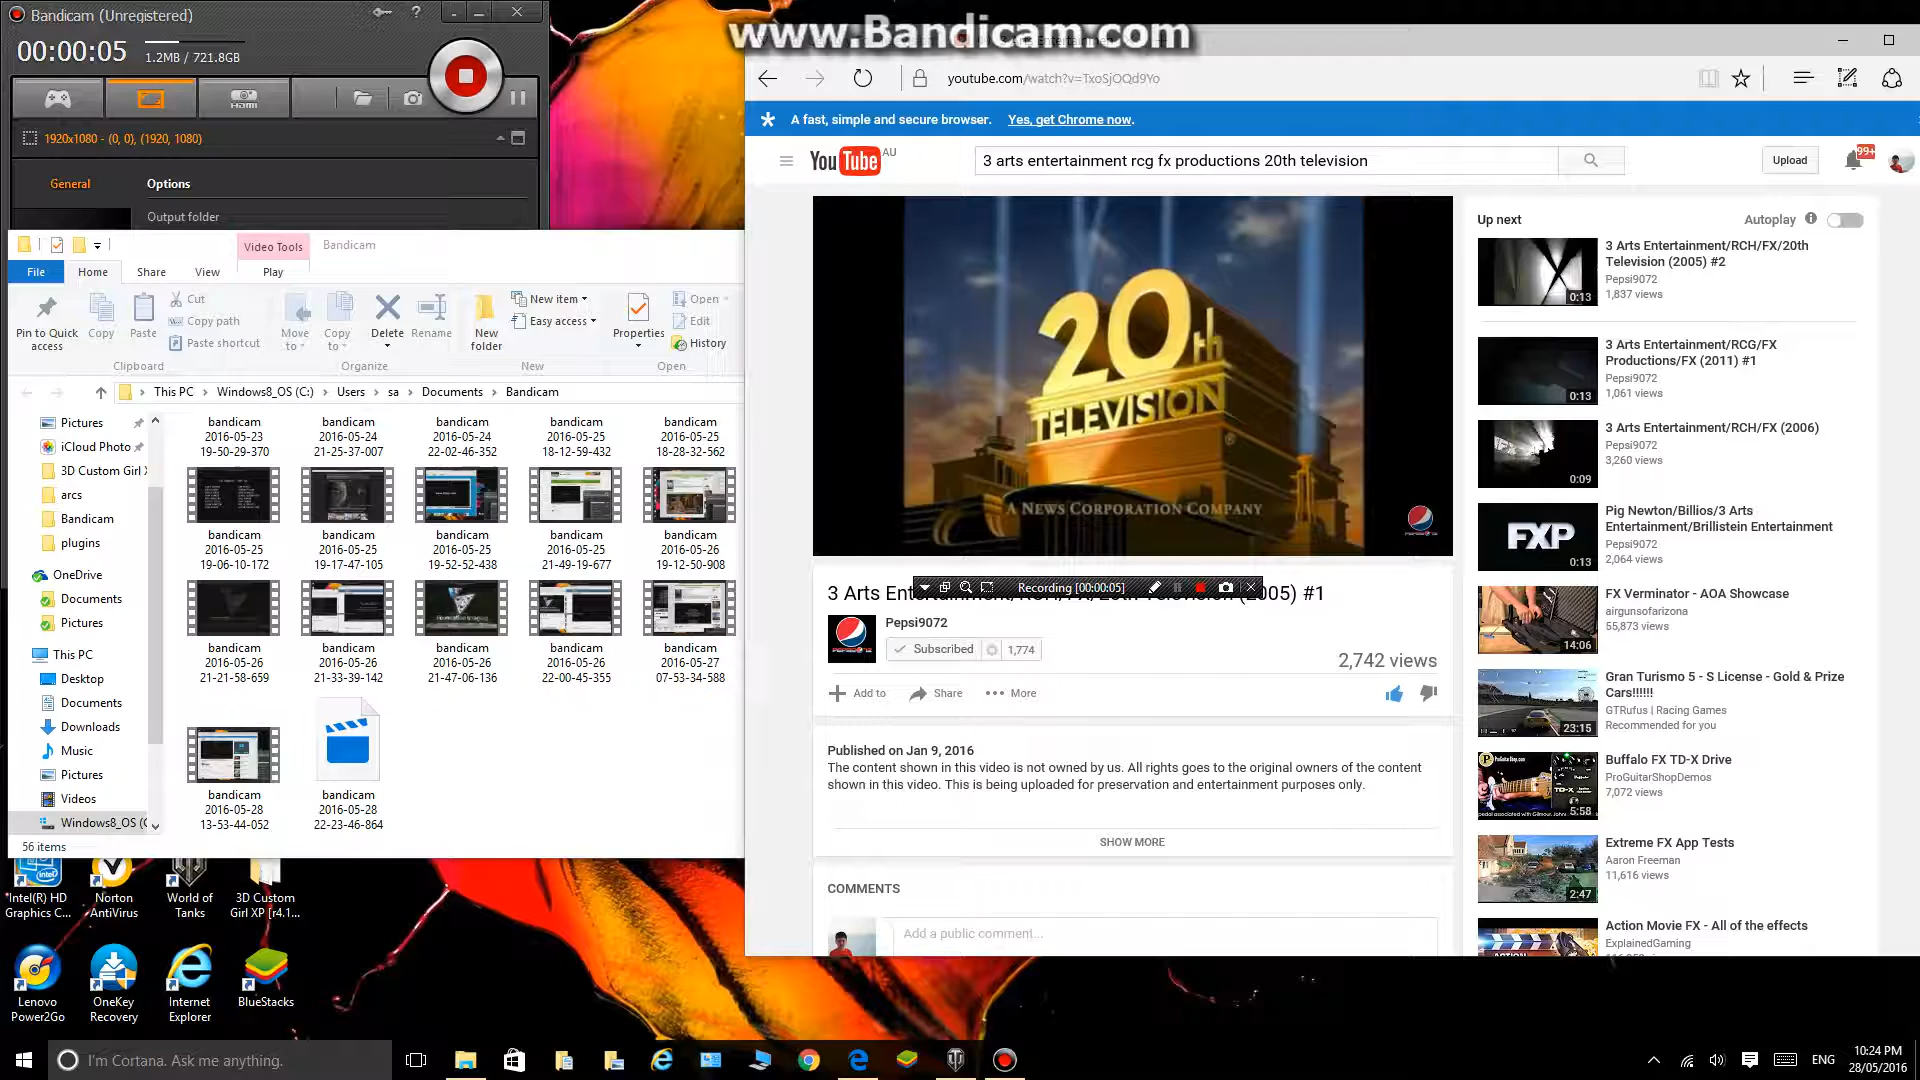 Bandicam (Unregistered)
www.Bandicam.com
00:00:05
1.2MB / 721.8GB
1920x1080 - (0, 0), (1920, 1080)
General
Options
Output folder
Video Tools
Bandicam
File
Home
Share
View
Play
Pin to Quick access
Copy
Paste
Cut
Copy path
Paste shortcut
Clipboard
Move to
Copy to
Delete
Rename
Organize
New folder
New item
Easy access
New
Properties
Open
Edit
History
Open
This PC
Windows8_OS (C:)
Users
sa
Documents
Bandicam
Pictures
iCloud Photo
3D Custom Girl X
arcs
Bandicam
plugins
OneDrive
Documents
Pictures
This PC
Desktop
Documents
Downloads
Music
Pictures
Videos
Windows8_OS (C
bandicam 2016-05-23 19-50-29-370
bandicam 2016-05-24 21-25-37-007
bandicam 2016-05-24 22-02-46-352
bandicam 2016-05-25 18-12-59-432
bandicam 2016-05-25 18-28-32-562
bandicam 2016-05-25 19-06-10-172
bandicam 2016-05-25 19-17-47-105
bandicam 2016-05-25 19-52-52-438
bandicam 2016-05-25 21-49-19-677
bandicam 2016-05-26 19-12-50-908
bandicam 2016-05-26 21-21-58-659
bandicam 2016-05-26 21-33-39-142
bandicam 2016-05-26 21-47-06-136
bandicam 2016-05-26 22-00-45-355
bandicam 2016-05-27 07-53-34-588
bandicam 2016-05-28 13-53-44-052
bandicam 2016-05-28 22-23-46-864
56 items
youtube.com/watch?v=TxoSjOQd9Yo
A fast, simple and secure browser. Yes, get Chrome now.
YouTube AU
3 arts entertainment rcg fx productions 20th television
Upload
99+
20th
TELEVISION
A NEWS CORPORATION COMPANY
Recording [00:00:05]
3 Arts Entertainment/RCH/FX/20th Television (2005) #1
Pepsi9072
Subscribed
1,774
2,742 views
Add to
Share
More
Published on Jan 9, 2016
The content shown in this video is not owned by us. All rights goes to the original owners of the content
shown in this video. This is being uploaded for preservation and entertainment purposes only.
SHOW MORE
COMMENTS
Add a public comment...
Up next
Autoplay
3 Arts Entertainment/RCH/FX/20th
Television (2005) #2
Pepsi9072
1,837 views
0:13
3 Arts Entertainment/RCG/FX
Productions/FX (2011) #1
Pepsi9072
1,061 views
0:13
3 Arts Entertainment/RCH/FX (2006)
Pepsi9072
3,260 views
0:09
Pig Newton/Billios/3 Arts
Entertainment/Brillistein Entertainment
Pepsi9072
2,064 views
FXP
0:13
FX Verminator - AOA Showcase
airgunsofarizona
55,873 views
14:06
Gran Turismo 5 - S License - Gold & Prize
Cars!!!!!!
GTRufus | Racing Games
Recommended for you
23:15
Buffalo FX TD-X Drive
ProGuitarShopDemos
7,072 views
5:58
Extreme FX App Tests
Aaron Freeman
11,616 views
2:47
Action Movie FX - All of the effects
ExplainedGaming
Intel(R) HD Graphics C...
Norton AntiVirus
World of Tanks
3D Custom Girl XP [r4.1...
Lenovo Power2Go
OneKey Recovery
Internet Explorer
BlueStacks
I'm Cortana. Ask me anything.
ENG
10:24 PM
28/05/2016